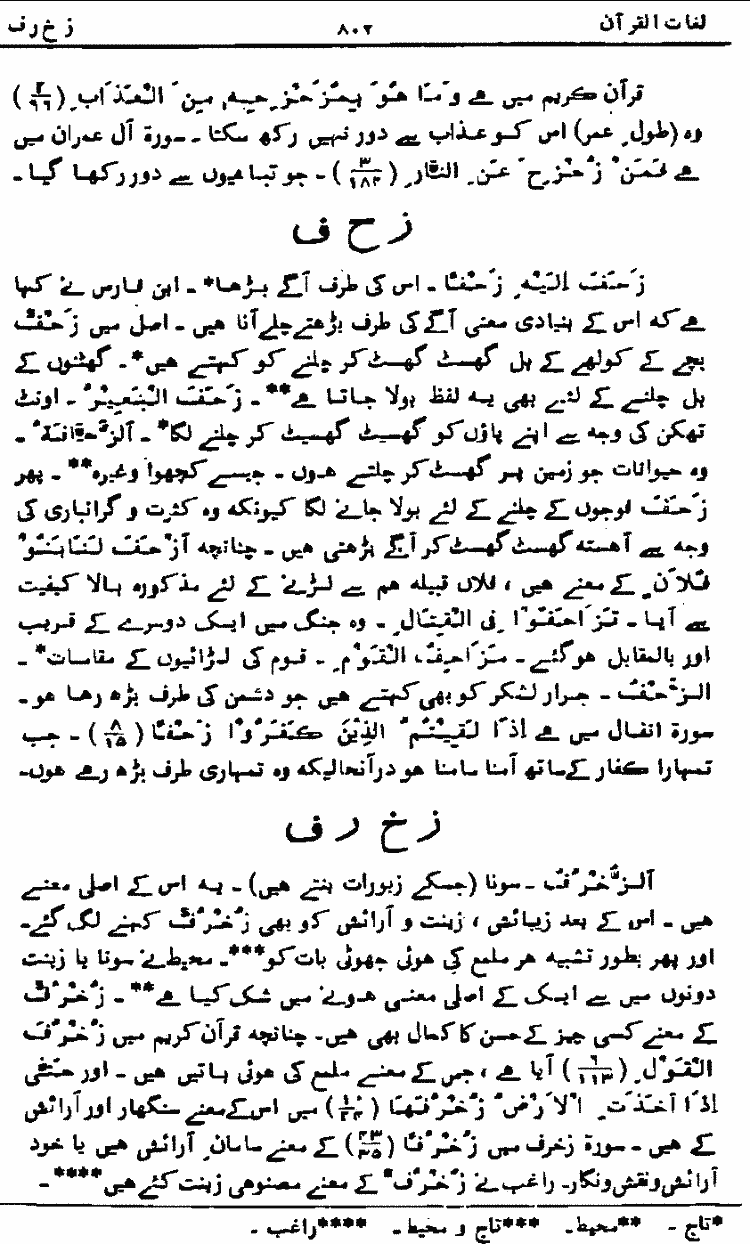 لغات القرآن ۸۰۲ ز خ ر ف
قرآن کریم میں ہے وَمَا هُوَ بِمُزَحْزِحِهِ مِنَ الْعَذَابِ (۲/۹۶)
وہ (طولِ عمر) اس کو عذاب سے دور نہیں رکھ سکتا ۔ سورۃ آل عمران میں
ہے فَمَنْ زُحْزِحَ عَنِ النَّارِ (۳/۱۸۴) ۔ جو تباہیوں سے دور رکھا گیا ۔
ز ح ف
زَحَفَ اِلَیْہِ زَحْفًا ۔ اس کی طرف آگے بڑھا* ۔ ابن فارس نے کہا
ہے کہ اس کے بنیادی معنی آگے کی طرف بڑھتے چلے آنا ہیں ۔ اصل میں زَحْفٌ
بچے کے کولھے کے بل گھسٹ گھسٹ کر چلنے کو کہتے ہیں* ۔ گھٹنوں کے
بل چلنے کے لئے بھی یہ لفظ بولا جاتا ہے** ۔ زَحَفَ الْبَعِیْرُ ۔ اونٹ
تھکن کی وجہ سے اپنے پاؤں کو گھسیٹ گھسیٹ کر چلنے لگا* ۔ اَلزَّحَّافَۃُ ۔
وہ حیوانات جو زمین پر گھسٹ کر چلتے ہوں ۔ جیسے کچھوا وغیرہ** ۔ پھر
زَحْفٌ فوجوں کے چلنے کے لئے بولا جانے لگا کیونکہ وہ کثرت و گرانباری کی
وجہ سے آہستہ گھسٹ گھسٹ کر آگے بڑھتی ہیں ۔ چنانچہ اَزْحَفَ لَنَا بَنُوْ
فُلَانٍ کے معنے ہیں ، فلاں قبیلہ ہم سے لڑنے کے لئے مذکورہ بالا کیفیت
سے آیا ۔ تَزَاحَفُوْا فِی الْقِتَالِ ۔ وہ جنگ میں ایک دوسرے کے قریب
اور بالمقابل ہوگئے ۔ مَزَاحِفُ الْقَوْمِ ۔ قوم کی لڑائیوں کے مقامات* ۔
الزَّحْفُ ۔ جرار لشکر کو بھی کہتے ہیں جو دشمن کی طرف بڑھ رہا ہو ۔
سورۃ انفال میں ہے اِذَا لَقِیْتُمُ الَّذِیْنَ کَفَرُوْا زَحْفًا (۸/۱۵) ۔ جب
تمہارا کفار کے ساتھ آمنا سامنا ہو درآنحالیکہ وہ تمہاری طرف بڑھ رہے ہوں۔
ز خ ر ف
اَلزُّخْرُفُ ۔ سونا (جسکے زیورات بنتے ہیں) ۔ یہ اس کے اصلی معنے
ہیں ۔ اس کے بعد زیبائش ، زینت و آرائش کو بھی زُخْرُفٌ کہنے لگ گئے۔
اور پھر بطور تشبیہ ہر ملمع کی ہوئی جھوٹی بات کو*** ۔ محیط نے سونا یا زینت
دونوں میں سے ایک کے اصلی معنی ہونے میں شک کیا ہے** ۔ زُخْرُفٌ
کے معنے کسی چیز کے حسن کا کمال بھی ہیں۔ چنانچہ قرآن کریم میں زُخْرُفَ
الْقَوْلِ (۶/۱۱۳) آیا ہے ، جس کے معنے ملمع کی ہوئی باتیں ہیں ۔ اور حَتّٰی
اِذَا اَخَذَتِ الْاَرْضُ زُخْرُفَهَا میں اس کے معنے سنگھار اور آرائش
کے ہیں ۔ سورۃ زخرف میں زُخْرُفًا (۴۳/۳۵) کے معنے سامانِ آرائش ہیں یا خود
آرائش و نقش و نگار۔ راغب نے زُخْرُفٌ کے معنے مصنوعی زینت کئے ہیں**** ۔
*تاج ۔ **محیط ۔ ***تاج و محیط ۔ ****راغب ۔